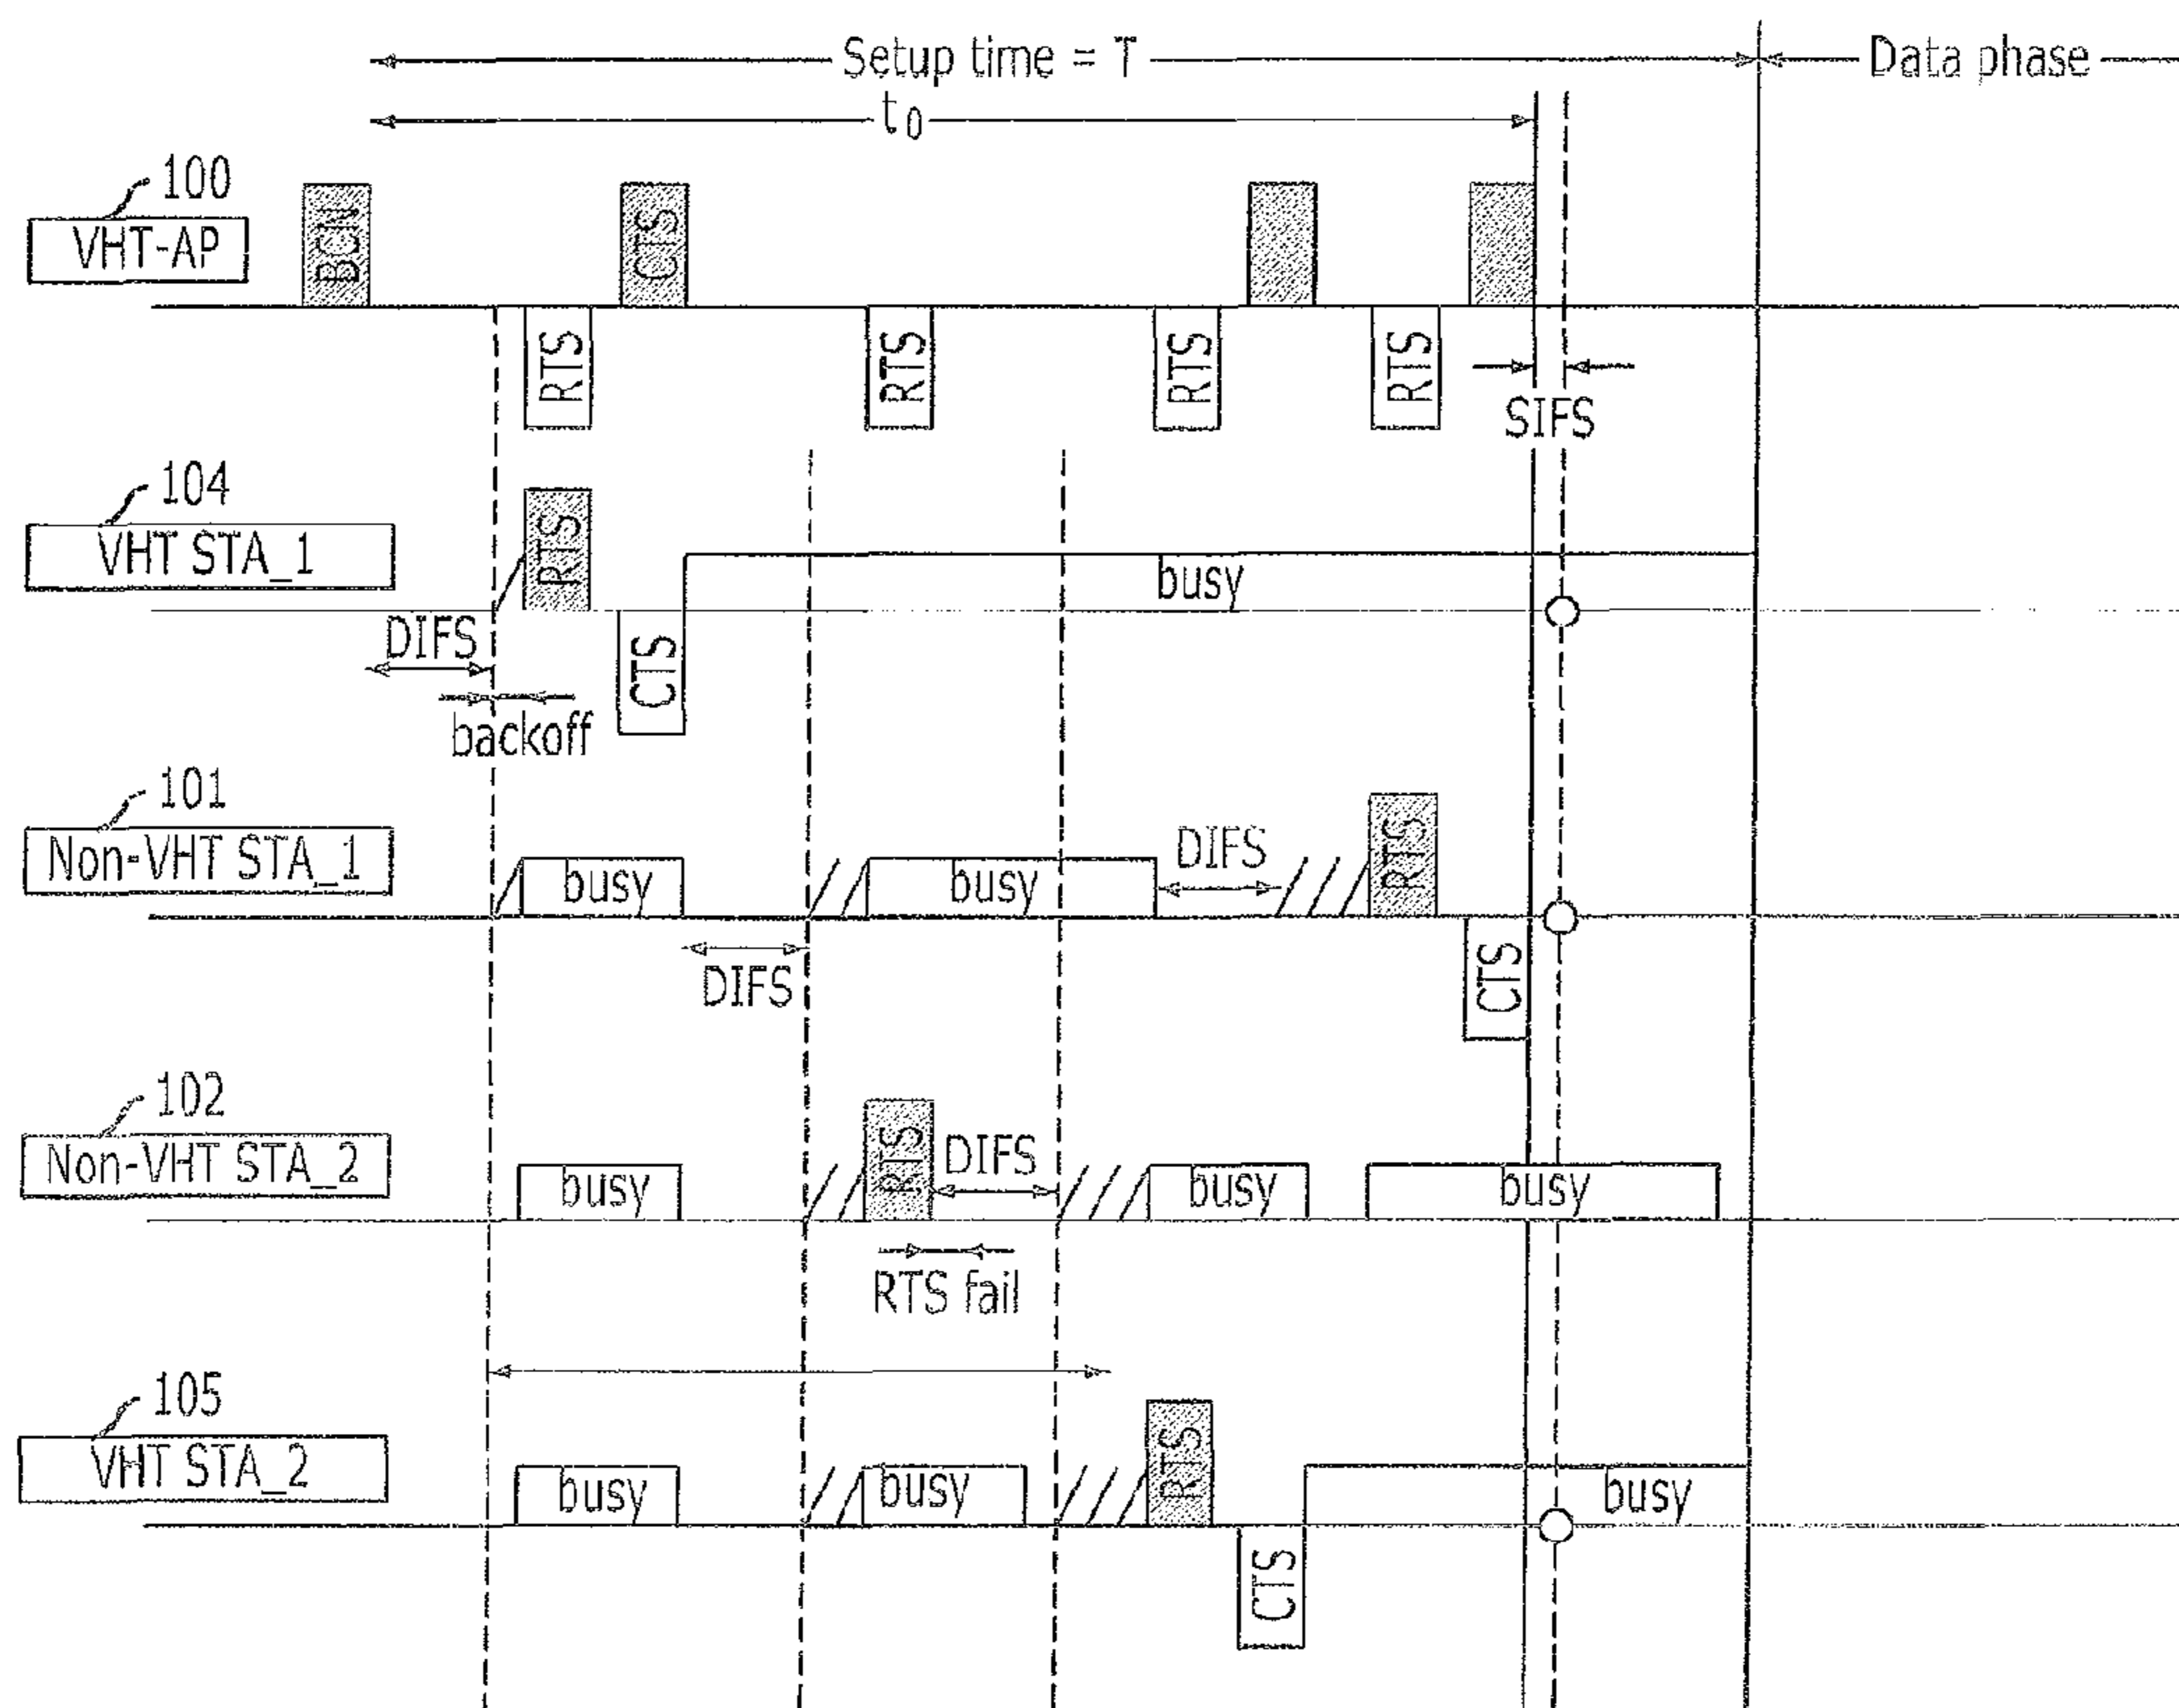 Setup time = T
Data phase
t0
100
VHT-AP
BCN
CTS
RTS
RTS
RTS
RTS
SIFS
104
VHT STA_1
RTS
busy
DIFS
CTS
backoff
101
Non-VHT STA_1
busy
busy
DIFS
RTS
DIFS
CTS
102
Non-VHT STA_2
busy
RTS
DIFS
busy
busy
RTS fail
105
VHT STA_2
busy
busy
RTS
busy
CTS